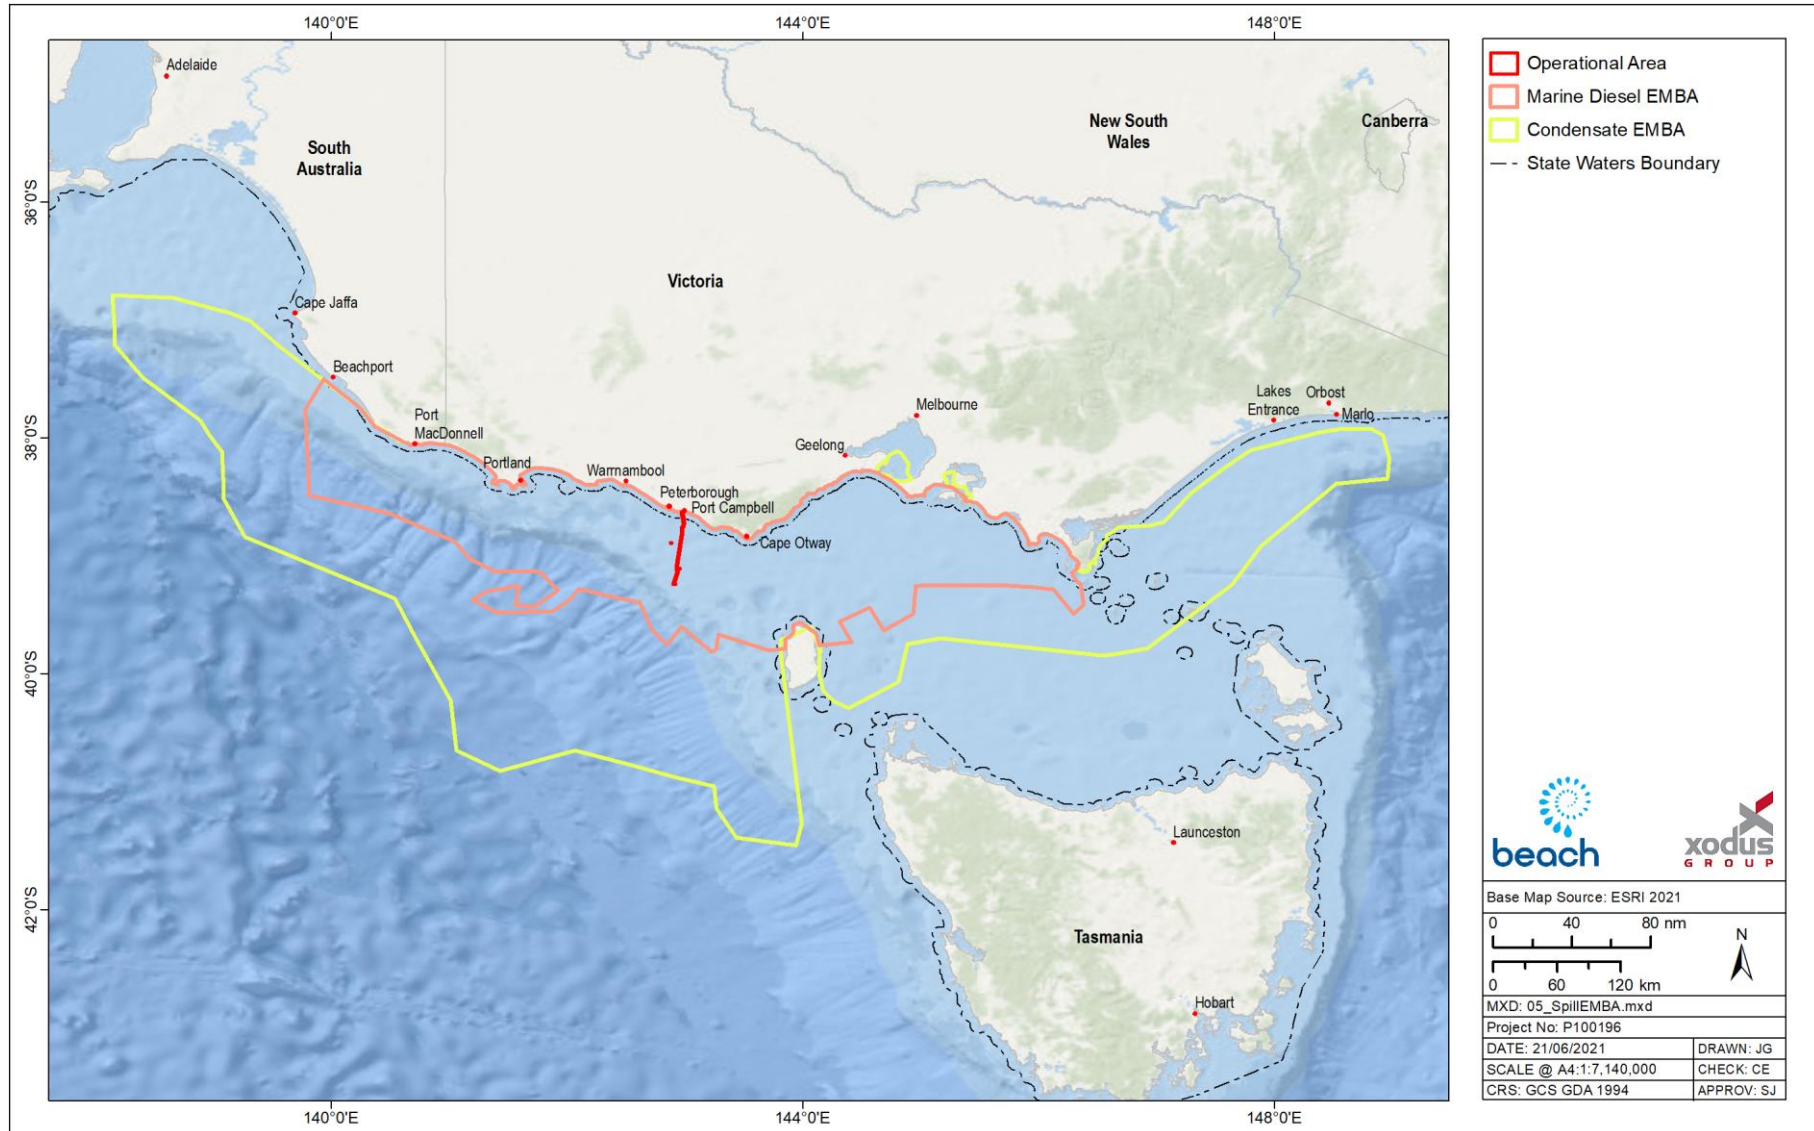 140°0'E
144°0'E
148°0'E
36°0'S
38°0'S
40°0'S
42°0'S
Adelaide
South
Australia
New South
Wales
Canberra
Victoria
Cape Jaffa
Beachport
Port
MacDonnell
Portland
Warrnambool
Peterborough
Port Campbell
Cape Otway
Geelong
Melbourne
Lakes
Entrance
Orbost
Marlo
Launceston
Tasmania
Hobart
140°0'E
144°0'E
148°0'E
Operational Area
Marine Diesel EMBA
Condensate EMBA
State Waters Boundary
beach
xodus
GROUP
Base Map Source: ESRI 2021
0 40 80 nm
N
0 60 120 km
MXD: 05_SpillEMBA.mxd
Project No: P100196
DATE: 21/06/2021
DRAWN: JG
SCALE @ A4:1:7,140,000
CHECK: CE
CRS: GCS GDA 1994
APPROV: SJ